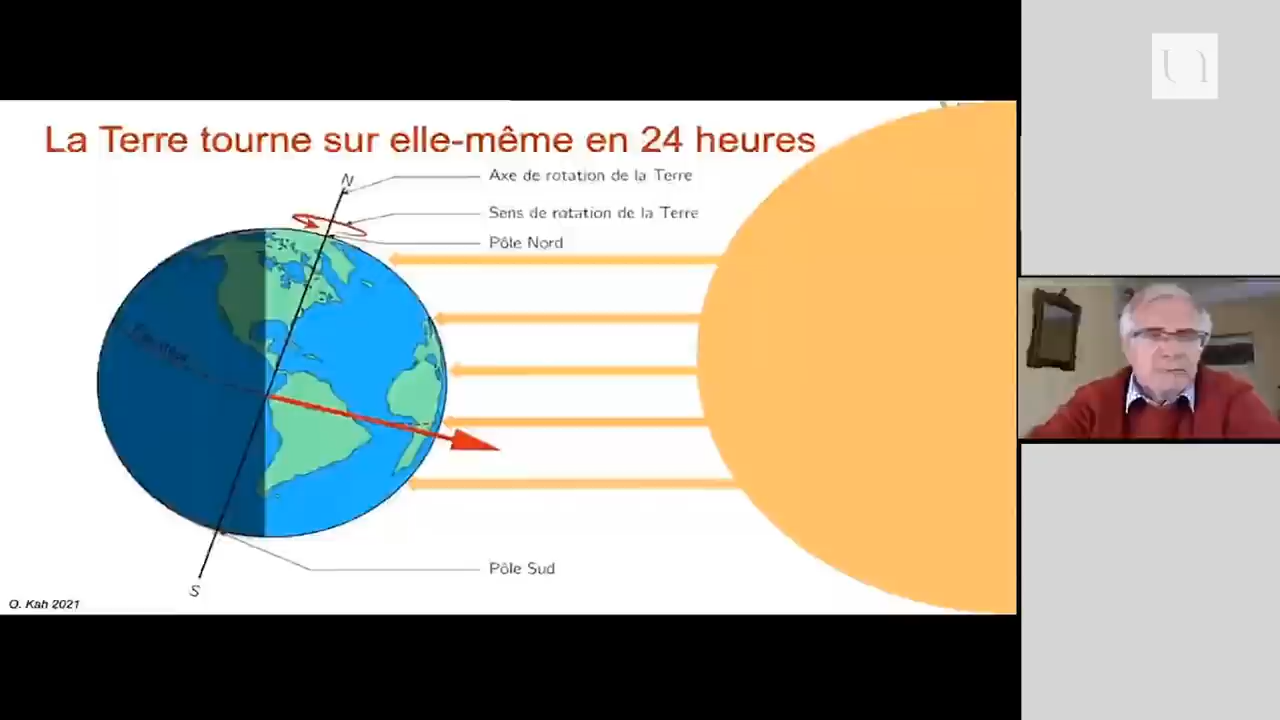 La Terre tourne sur elle-même en 24 heures
N
Axe de rotation de la Terre
Sens de rotation de la Terre
Pôle Nord
Équateur
Pôle Sud
S
O. Kah 2021